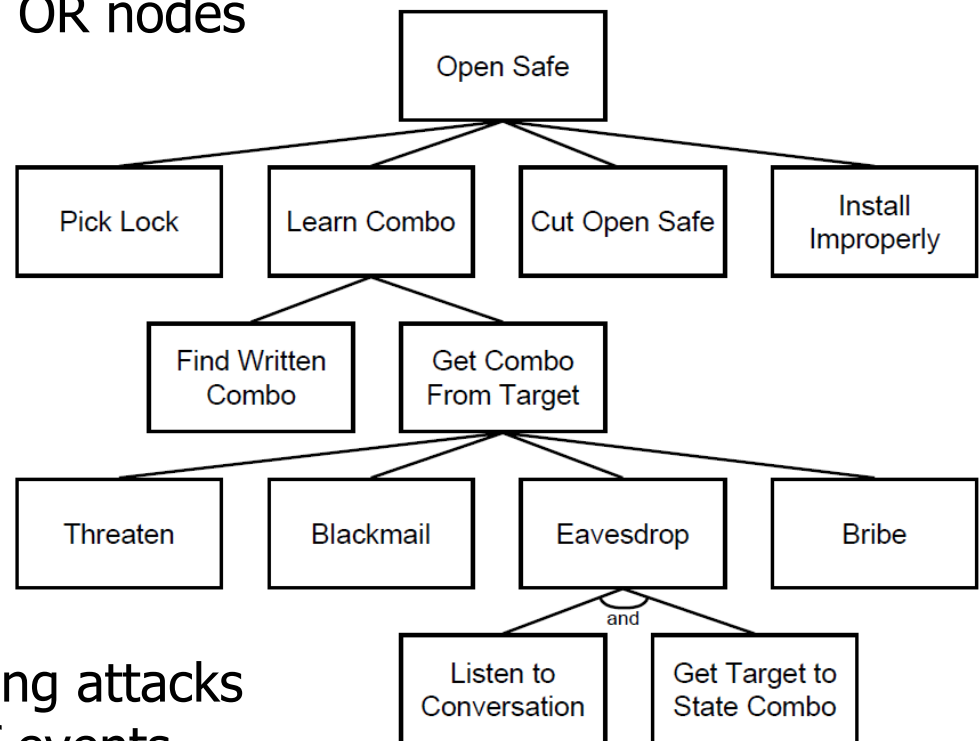 OR nodes
Open Safe
Pick Lock
Learn Combo
Cut Open Safe
Install
Improperly
Find Written
Combo
Get Combo
From Target
Threaten
Blackmail
Eavesdrop
Bribe
and
Listen to
Conversation
Get Target to
State Combo
ng attacks
events